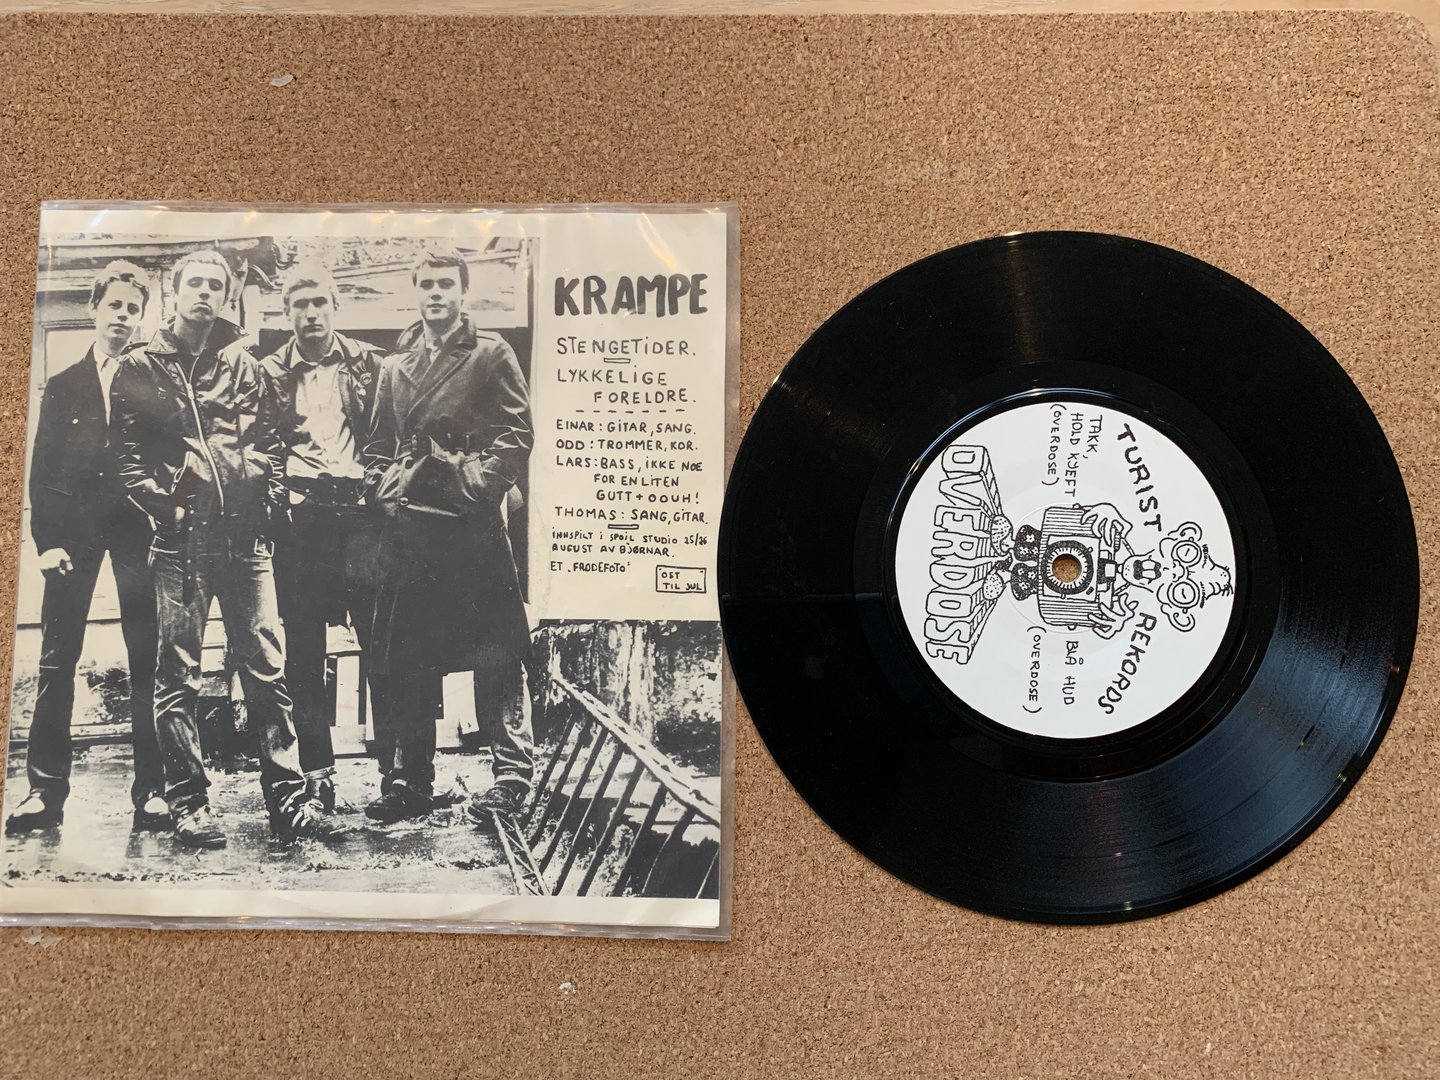 KRAMPE
STENGETIDER.
LYKKELIGE
FORELDRE.
EINAR: GITAR, SANG.
ODD: TROMMER, KOR.
LARS: BASS, IKKE NOE
FOR EN LITEN
GUTT + OOUH!
THOMAS: SANG, GITAR.
INNSPILT I SPOIL STUDIO 25/26
AUGUST AV BJØRNAR.
ET "FRODEFOTO"
"OST
TIL JUL
TURIST REKORDS
TAKK,
HOLD KJEFT
(OVERDOSE)
BLÅ HUD
(OVERDOSE)
OVERDOSE